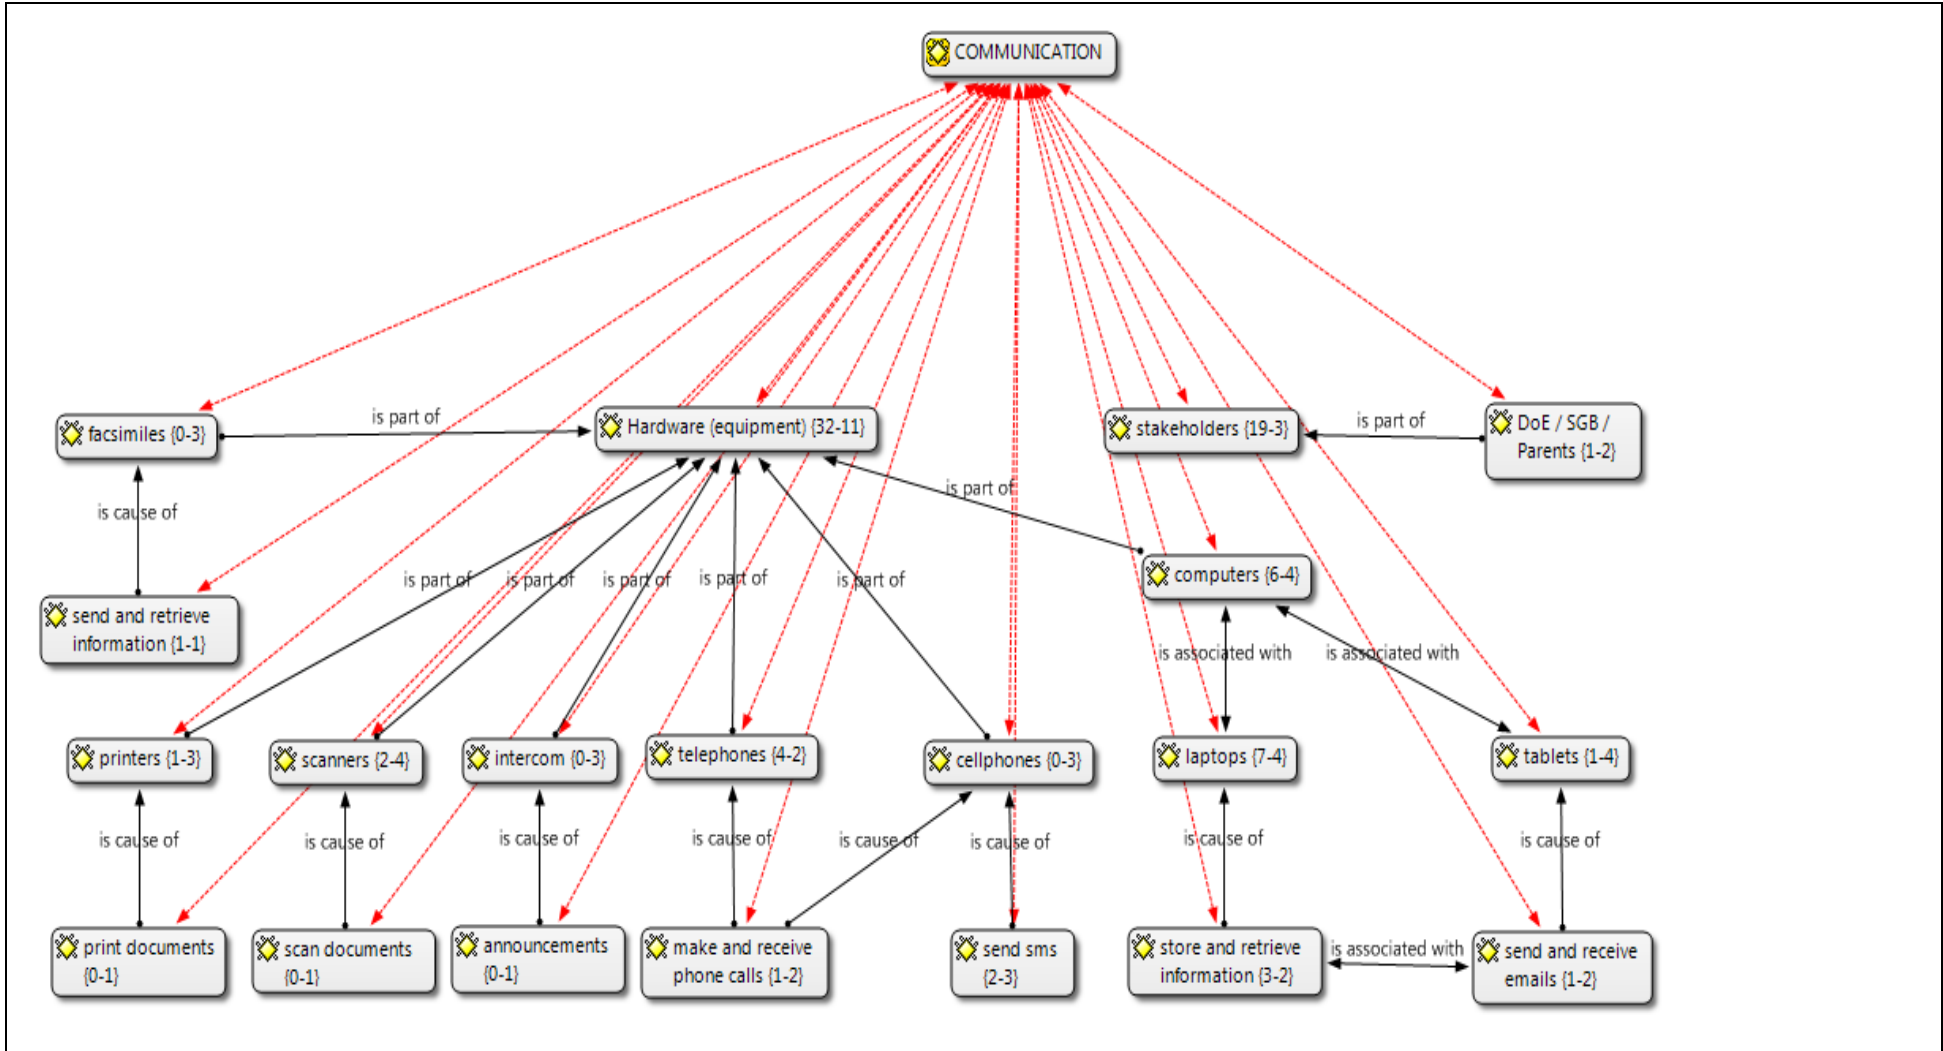 COMMUNICATION
facsimiles {0-3}
is part of
Hardware (equipment) {32-11}
stakeholders {19-3}
is part of
DoE / SGB /
Parents {1-2}
is part of
is cause of
send and retrieve
information {1-1}
is part of
is part of
is part of
is part of
is part of
computers {6-4}
is associated with
is associated with
printers {1-3}
scanners {2-4}
intercom {0-3}
telephones {4-2}
cellphones {0-3}
laptops {7-4}
tablets {1-4}
is cause of
is cause of
is cause of
is cause of
is cause of
is cause of
is cause of
is cause of
print documents
{0-1}
scan documents
{0-1}
announcements
{0-1}
make and receive
phone calls {1-2}
send sms
{2-3}
store and retrieve
information {3-2}
is associated with
send and receive
emails {1-2}